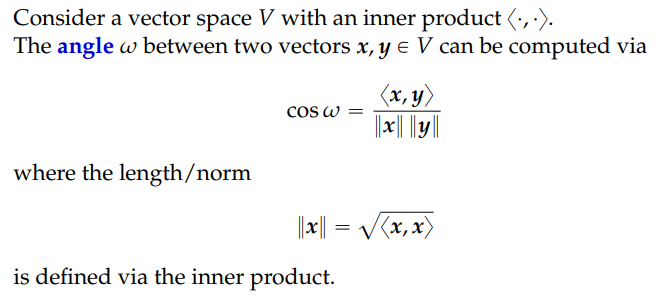 Consider a vector space V with an inner product ⟨·,·⟩.
The angle ω between two vectors x, y ∈ V can be computed via
cos ω = ⟨x, y⟩ / ‖x‖ ‖y‖
where the length/norm
‖x‖ = √⟨x, x⟩
is defined via the inner product.